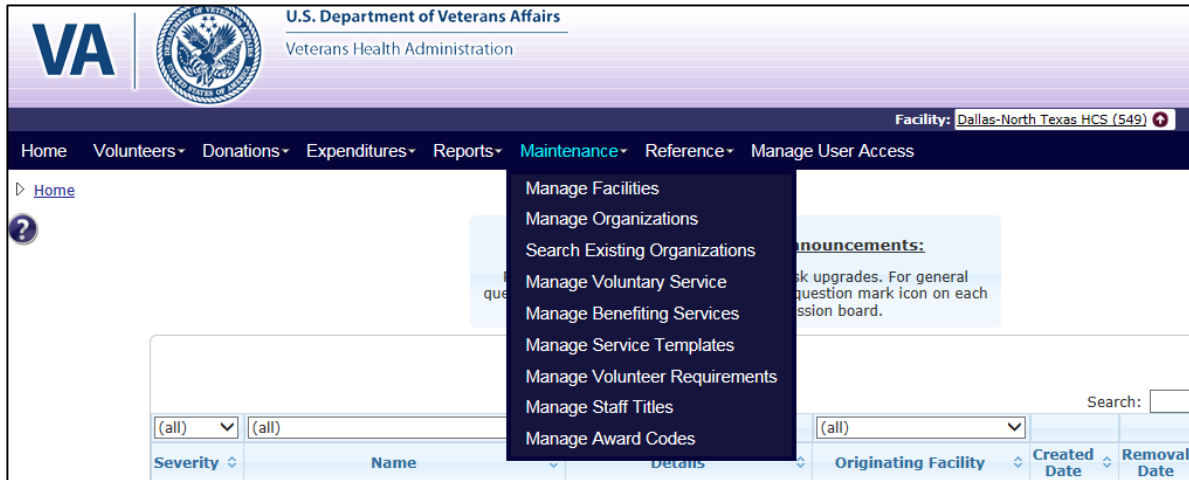 VA
U.S. Department of Veterans Affairs
Veterans Health Administration
Facility: Dallas-North Texas HCS (549)
Home Volunteers Donations Expenditures Reports Maintenance Reference Manage User Access
Home
?
Manage Facilities
Manage Organizations
Search Existing Organizations
Manage Voluntary Service
Manage Benefiting Services
Manage Service Templates
Manage Volunteer Requirements
Manage Staff Titles
Manage Award Codes
nouncements:
sk upgrades. For general
que question mark icon on each
ssion board.
Search:
(all) (all) (all)
Severity Name Details Originating Facility Created Date Removal Date